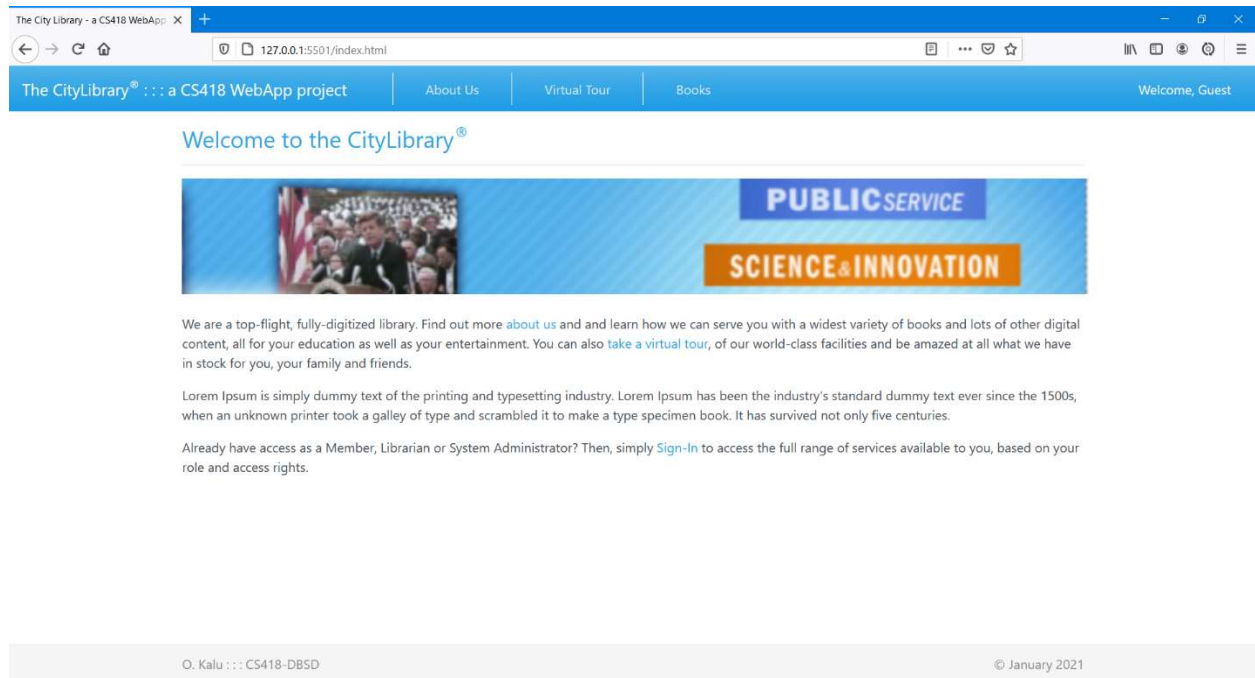 The City Library - a CS418 WebApp
127.0.0.1:5501/index.html
The CityLibrary® : : : a CS418 WebApp project
About Us
Virtual Tour
Books
Welcome, Guest
Welcome to the CityLibrary®
PUBLIC SERVICE
SCIENCE & INNOVATION
We are a top-flight, fully-digitized library. Find out more about us and and learn how we can serve you with a widest variety of books and lots of other digital
content, all for your education as well as your entertainment. You can also take a virtual tour, of our world-class facilities and be amazed at all what we have
in stock for you, your family and friends.
Lorem Ipsum is simply dummy text of the printing and typesetting industry. Lorem Ipsum has been the industry's standard dummy text ever since the 1500s,
when an unknown printer took a galley of type and scrambled it to make a type specimen book. It has survived not only five centuries.
Already have access as a Member, Librarian or System Administrator? Then, simply Sign-In to access the full range of services available to you, based on your
role and access rights.
O. Kalu : : : CS418-DBSD
© January 2021